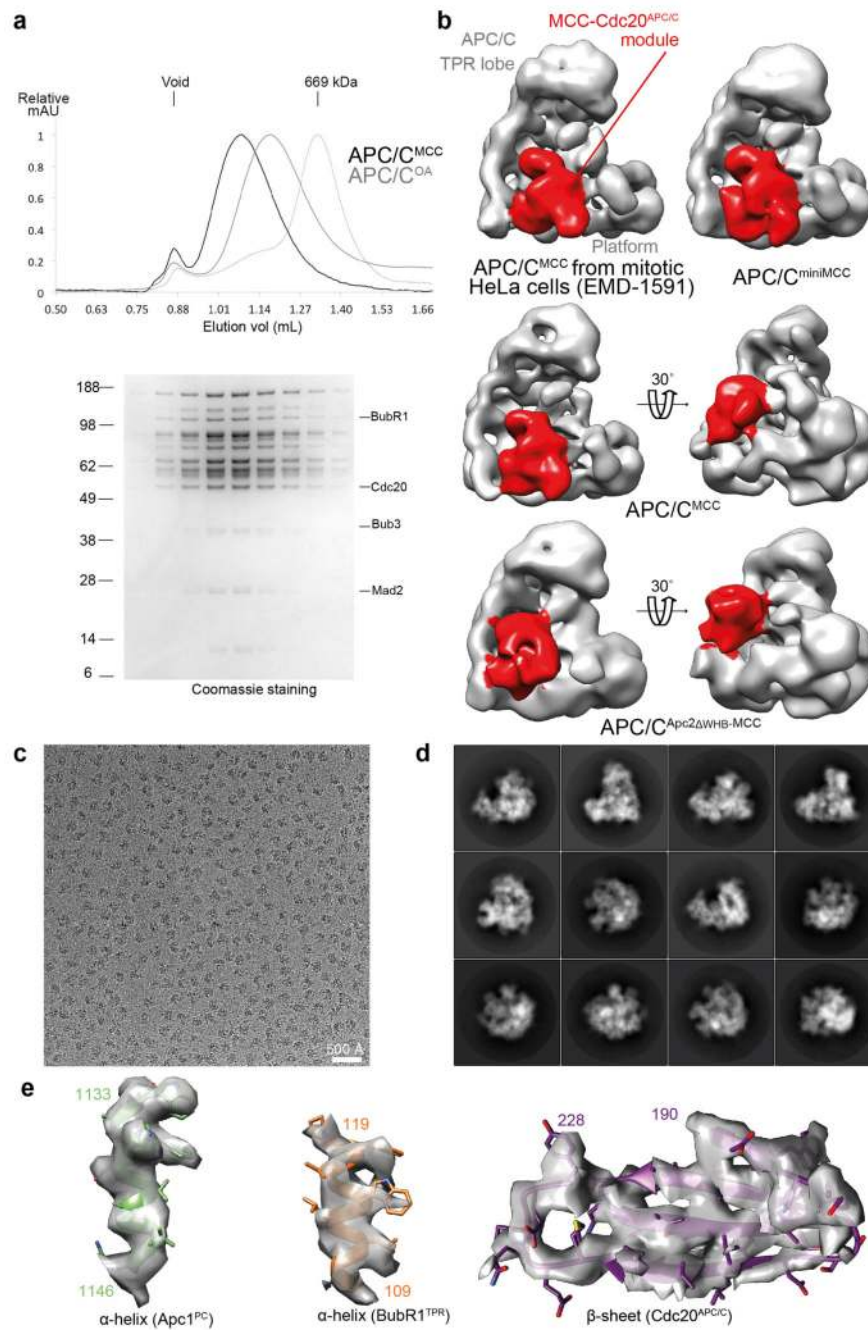 a
Void
669 kDa
Relative
mAU
1
0.8
0.6
0.4
0.2
0
APC/C^MCC
APC/C^OA
0.50 0.63 0.75 0.88 1.01 1.14 1.27 1.40 1.53 1.66
Elution vol (mL)
188
98
62
49
38
28
14
6
BubR1
Cdc20
Bub3
Mad2
Coomassie staining
b
APC/C
TPR lobe
MCC-Cdc20^APC/C
module
Platform
APC/C^MCC from mitotic
HeLa cells (EMD-1591)
APC/C^miniMCC
30°
APC/C^MCC
30°
APC/C^Apc2ΔWHB-MCC
c
500 Å
d
e
1133
1146
α-helix (Apc1^PC)
119
109
α-helix (BubR1^TPR)
228
190
β-sheet (Cdc20^APC/C)